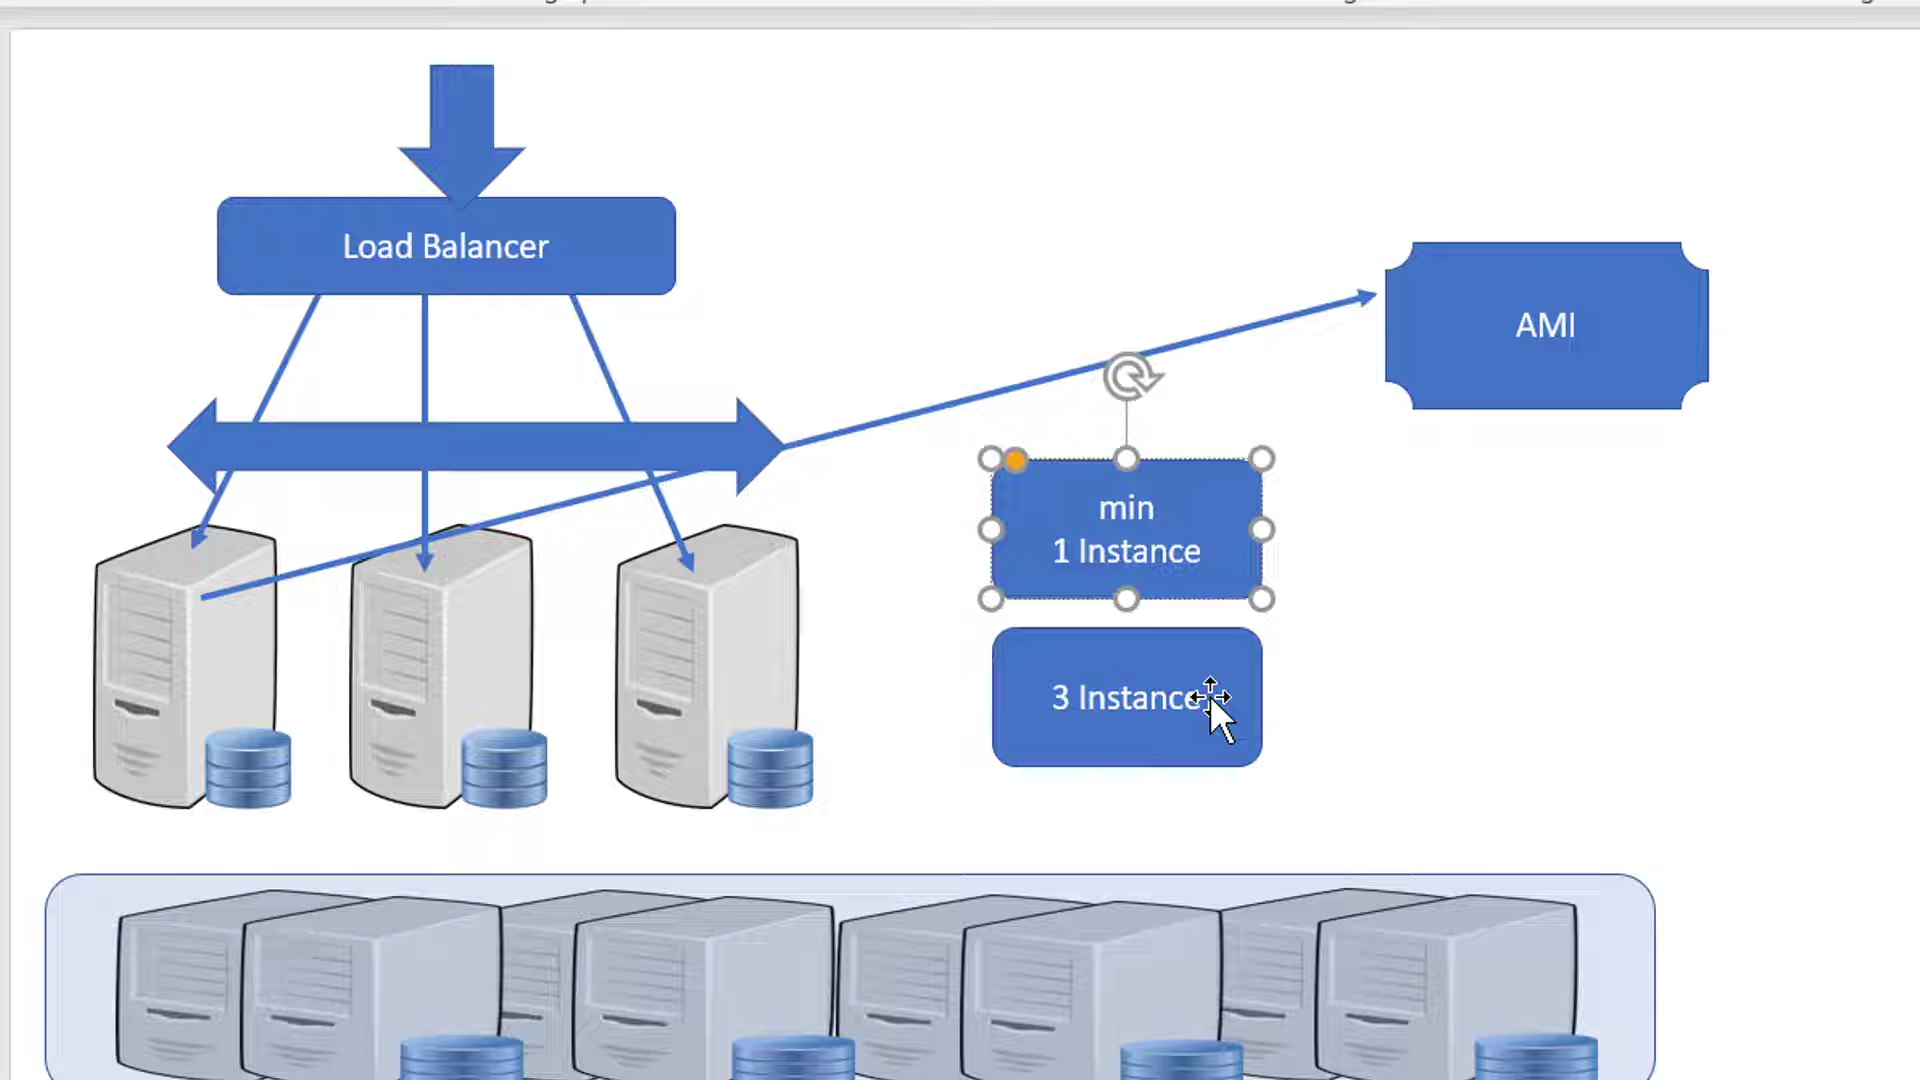 Load Balancer
AMI
min
1 Instance
3 Instance